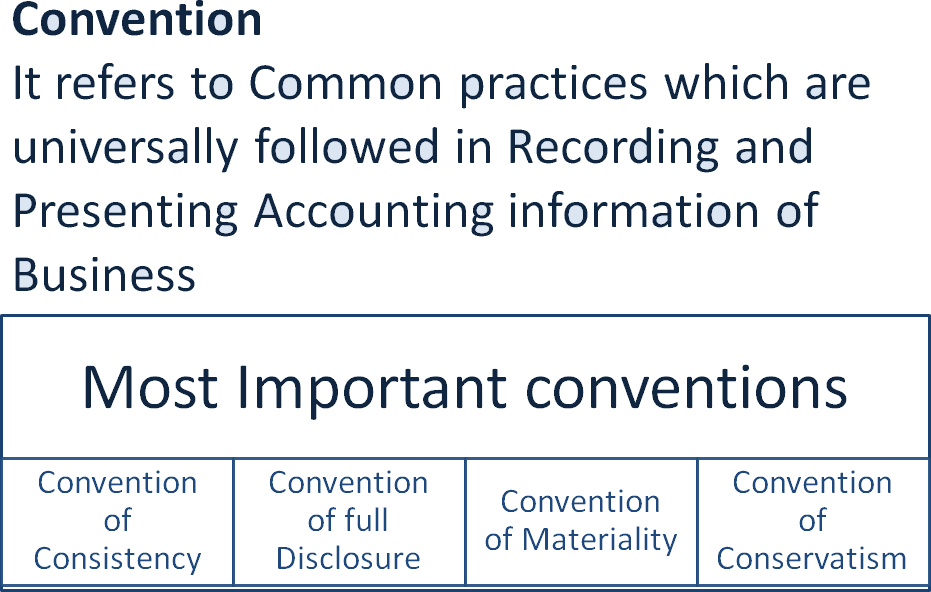 Convention
It refers to Common practices which are
universally followed in Recording and
Presenting Accounting information of
Business
Most Important conventions
Convention
of
Consistency
Convention
of full
Disclosure
Convention
of Materiality
Convention
of
Conservatism